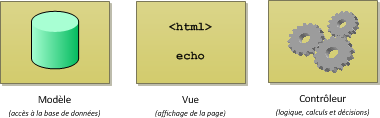 <html>
echo
Modèle
Vue
Contrôleur
(accès à la base de données)
(affichage de la page)
(logique, calculs et décisions)